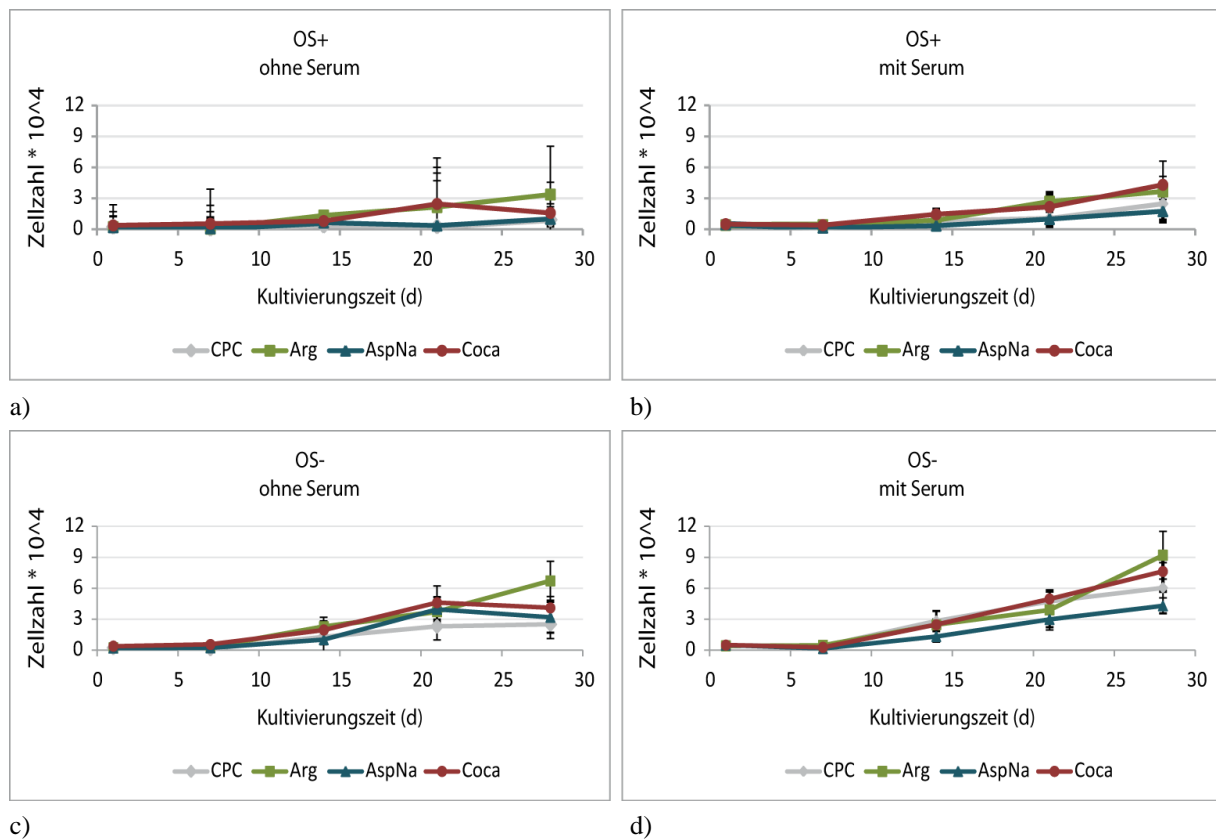 OS+
ohne Serum
Zellzahl * 10^4
12
9
6
3
0
0 5 10 15 20 25 30
Kultivierungszeit (d)
CPC Arg AspNa Coca
a)
OS+
mit Serum
Zellzahl * 10^4
12
9
6
3
0
0 5 10 15 20 25 30
Kultivierungszeit (d)
CPC Arg AspNa Coca
b)
OS-
ohne Serum
Zellzahl * 10^4
12
9
6
3
0
0 5 10 15 20 25 30
Kultivierungszeit (d)
CPC Arg AspNa Coca
c)
OS-
mit Serum
Zellzahl * 10^4
12
9
6
3
0
0 5 10 15 20 25 30
Kultivierungszeit (d)
CPC Arg AspNa Coca
d)